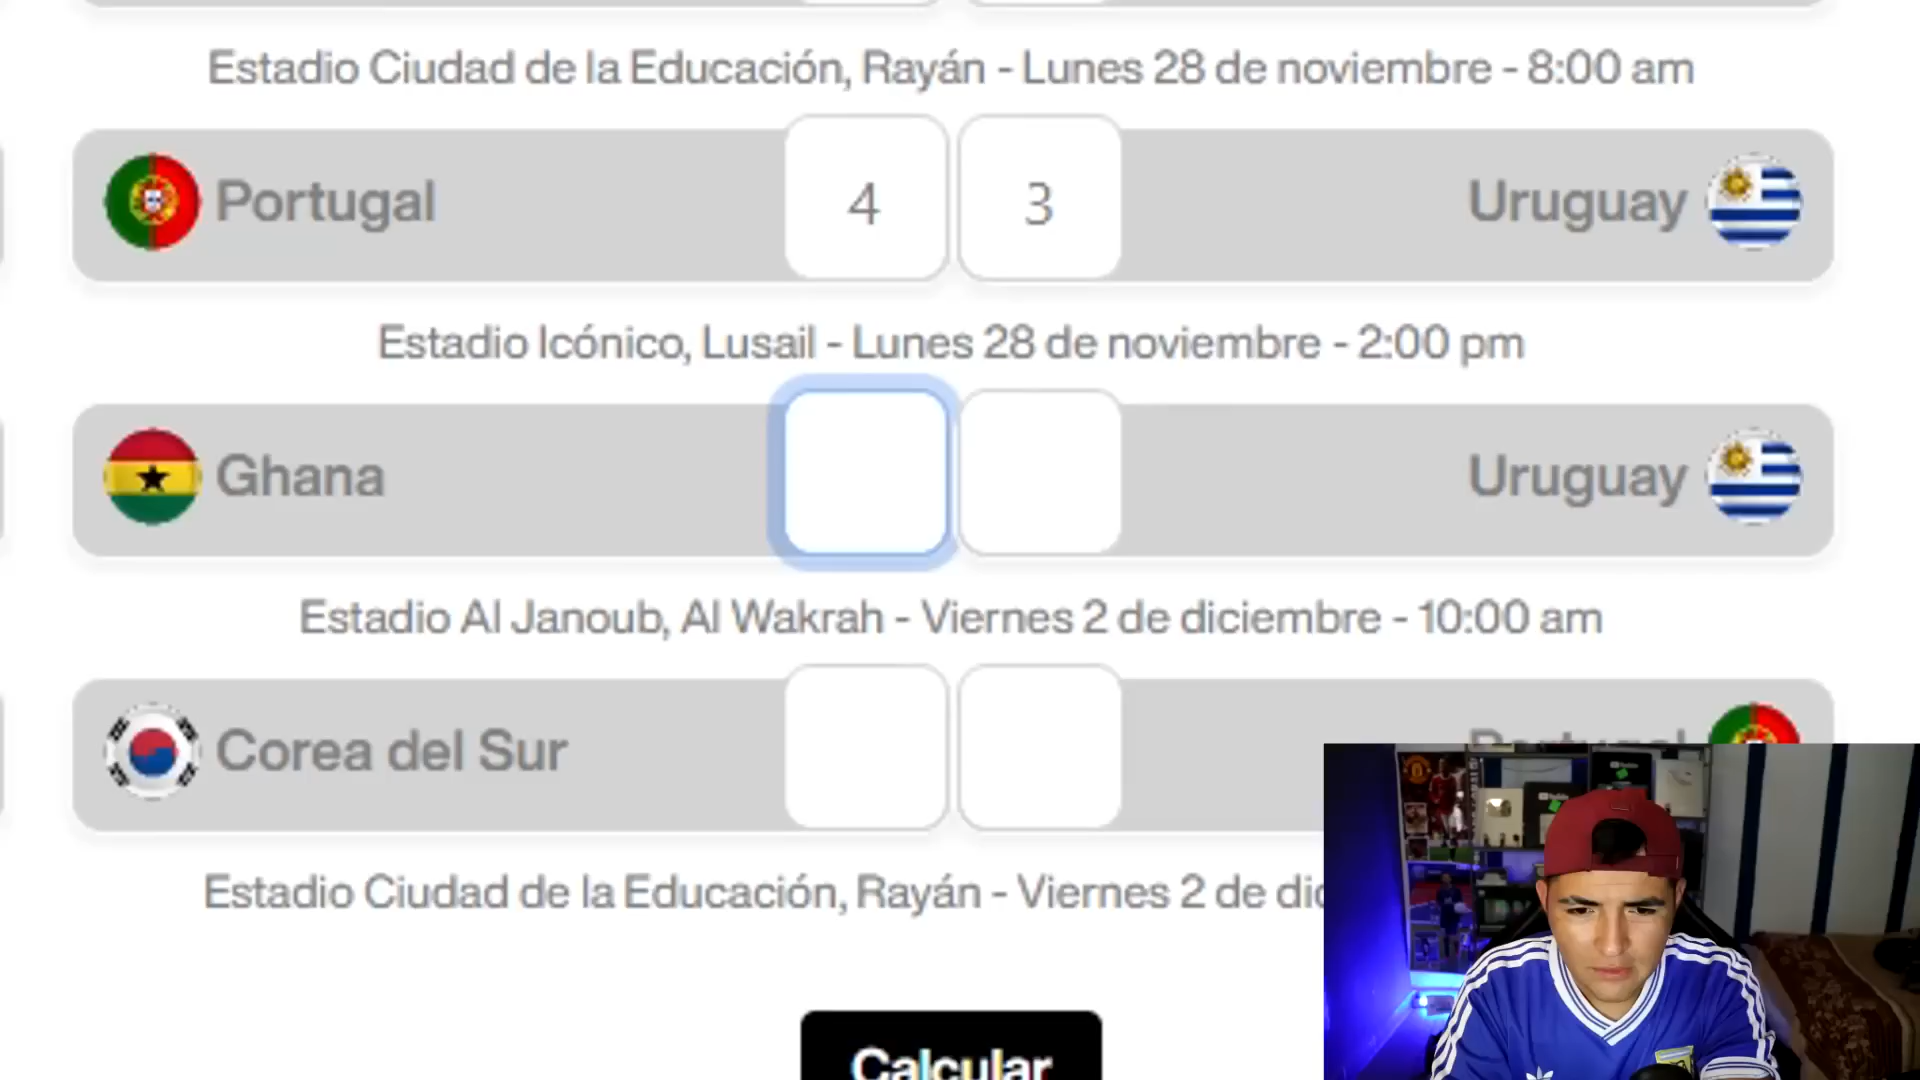 Estadio Ciudad de la Educación, Rayán - Lunes 28 de noviembre - 8:00 am
Portugal 4 3 Uruguay
Estadio Icónico, Lusail - Lunes 28 de noviembre - 2:00 pm
Ghana Uruguay
Estadio Al Janoub, Al Wakrah - Viernes 2 de diciembre - 10:00 am
Corea del Sur Portugal
Estadio Ciudad de la Educación, Rayán - Viernes 2 de dic
Calcular